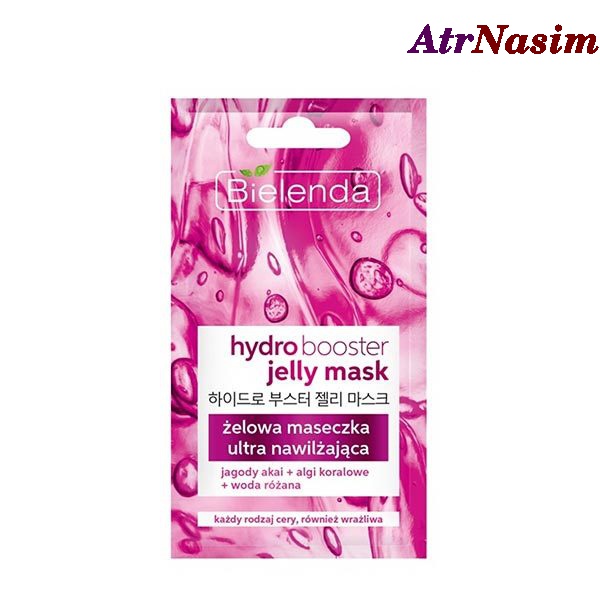 AtrNasim
Bielenda
hydro booster
jelly mask
하이드로 부스터 젤리 마스크
żelowa maseczka
ultra nawilżająca
jagody akai + algi koralowe
+ woda różana
każdy rodzaj cery, również wrażliwa